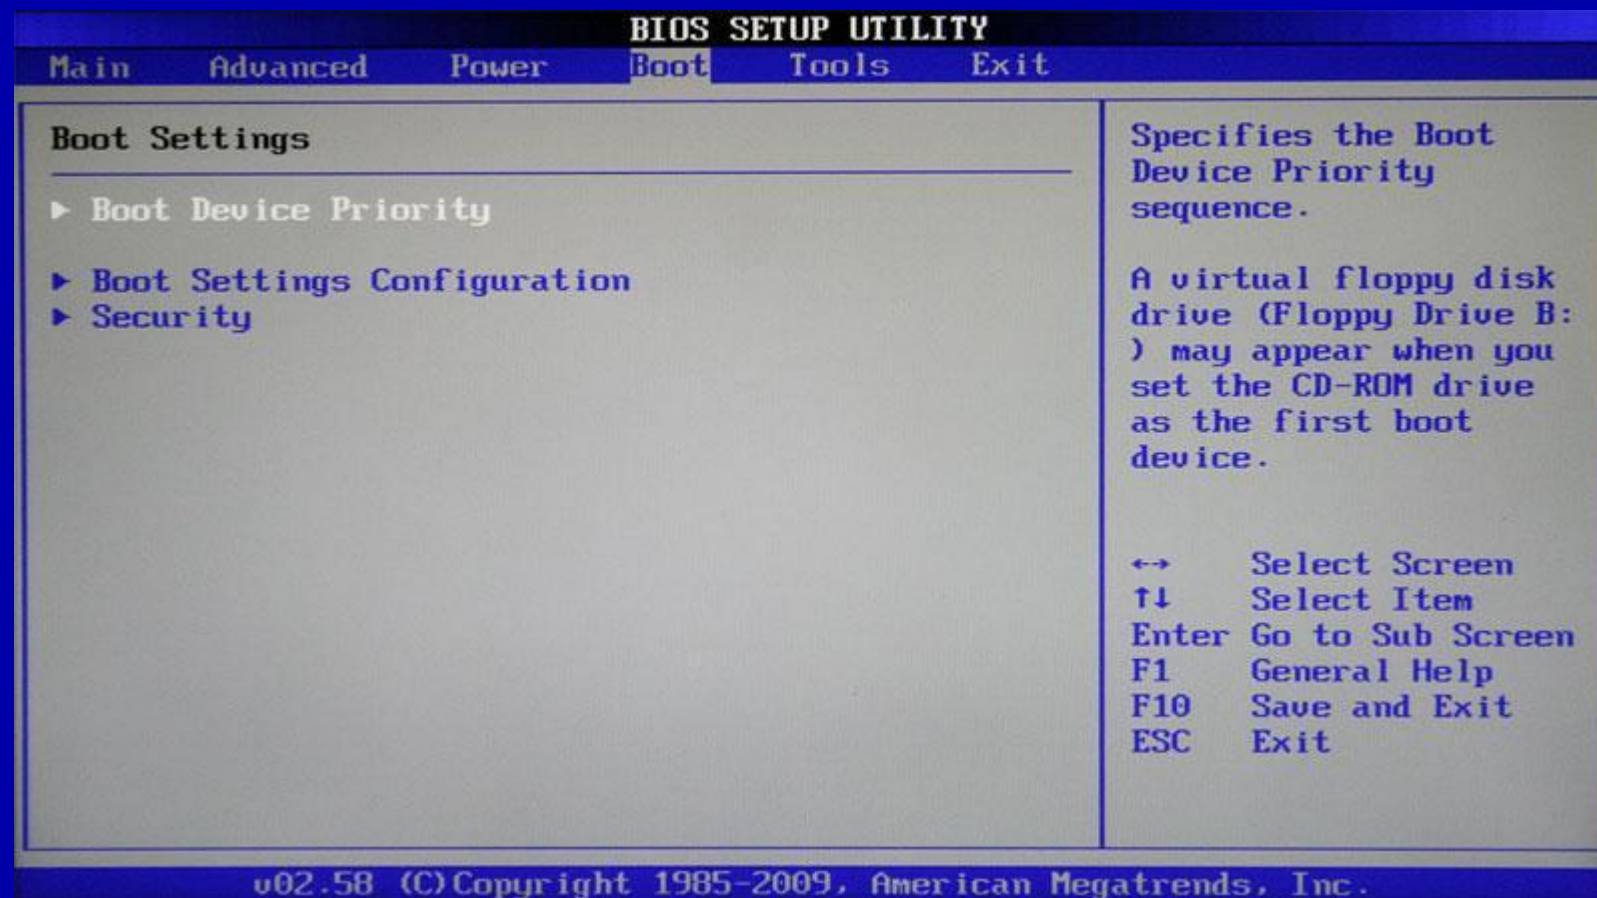 BIOS SETUP UTILITY
Main Advanced Power Boot Tools Exit
Boot Settings
▶ Boot Device Priority
▶ Boot Settings Configuration
▶ Security
Specifies the Boot
Device Priority
sequence.
A virtual floppy disk
drive (Floppy Drive B:
) may appear when you
set the CD-ROM drive
as the first boot
device.
←→ Select Screen
↑↓ Select Item
Enter Go to Sub Screen
F1 General Help
F10 Save and Exit
ESC Exit
v02.58 (C)Copyright 1985-2009, American Megatrends, Inc.